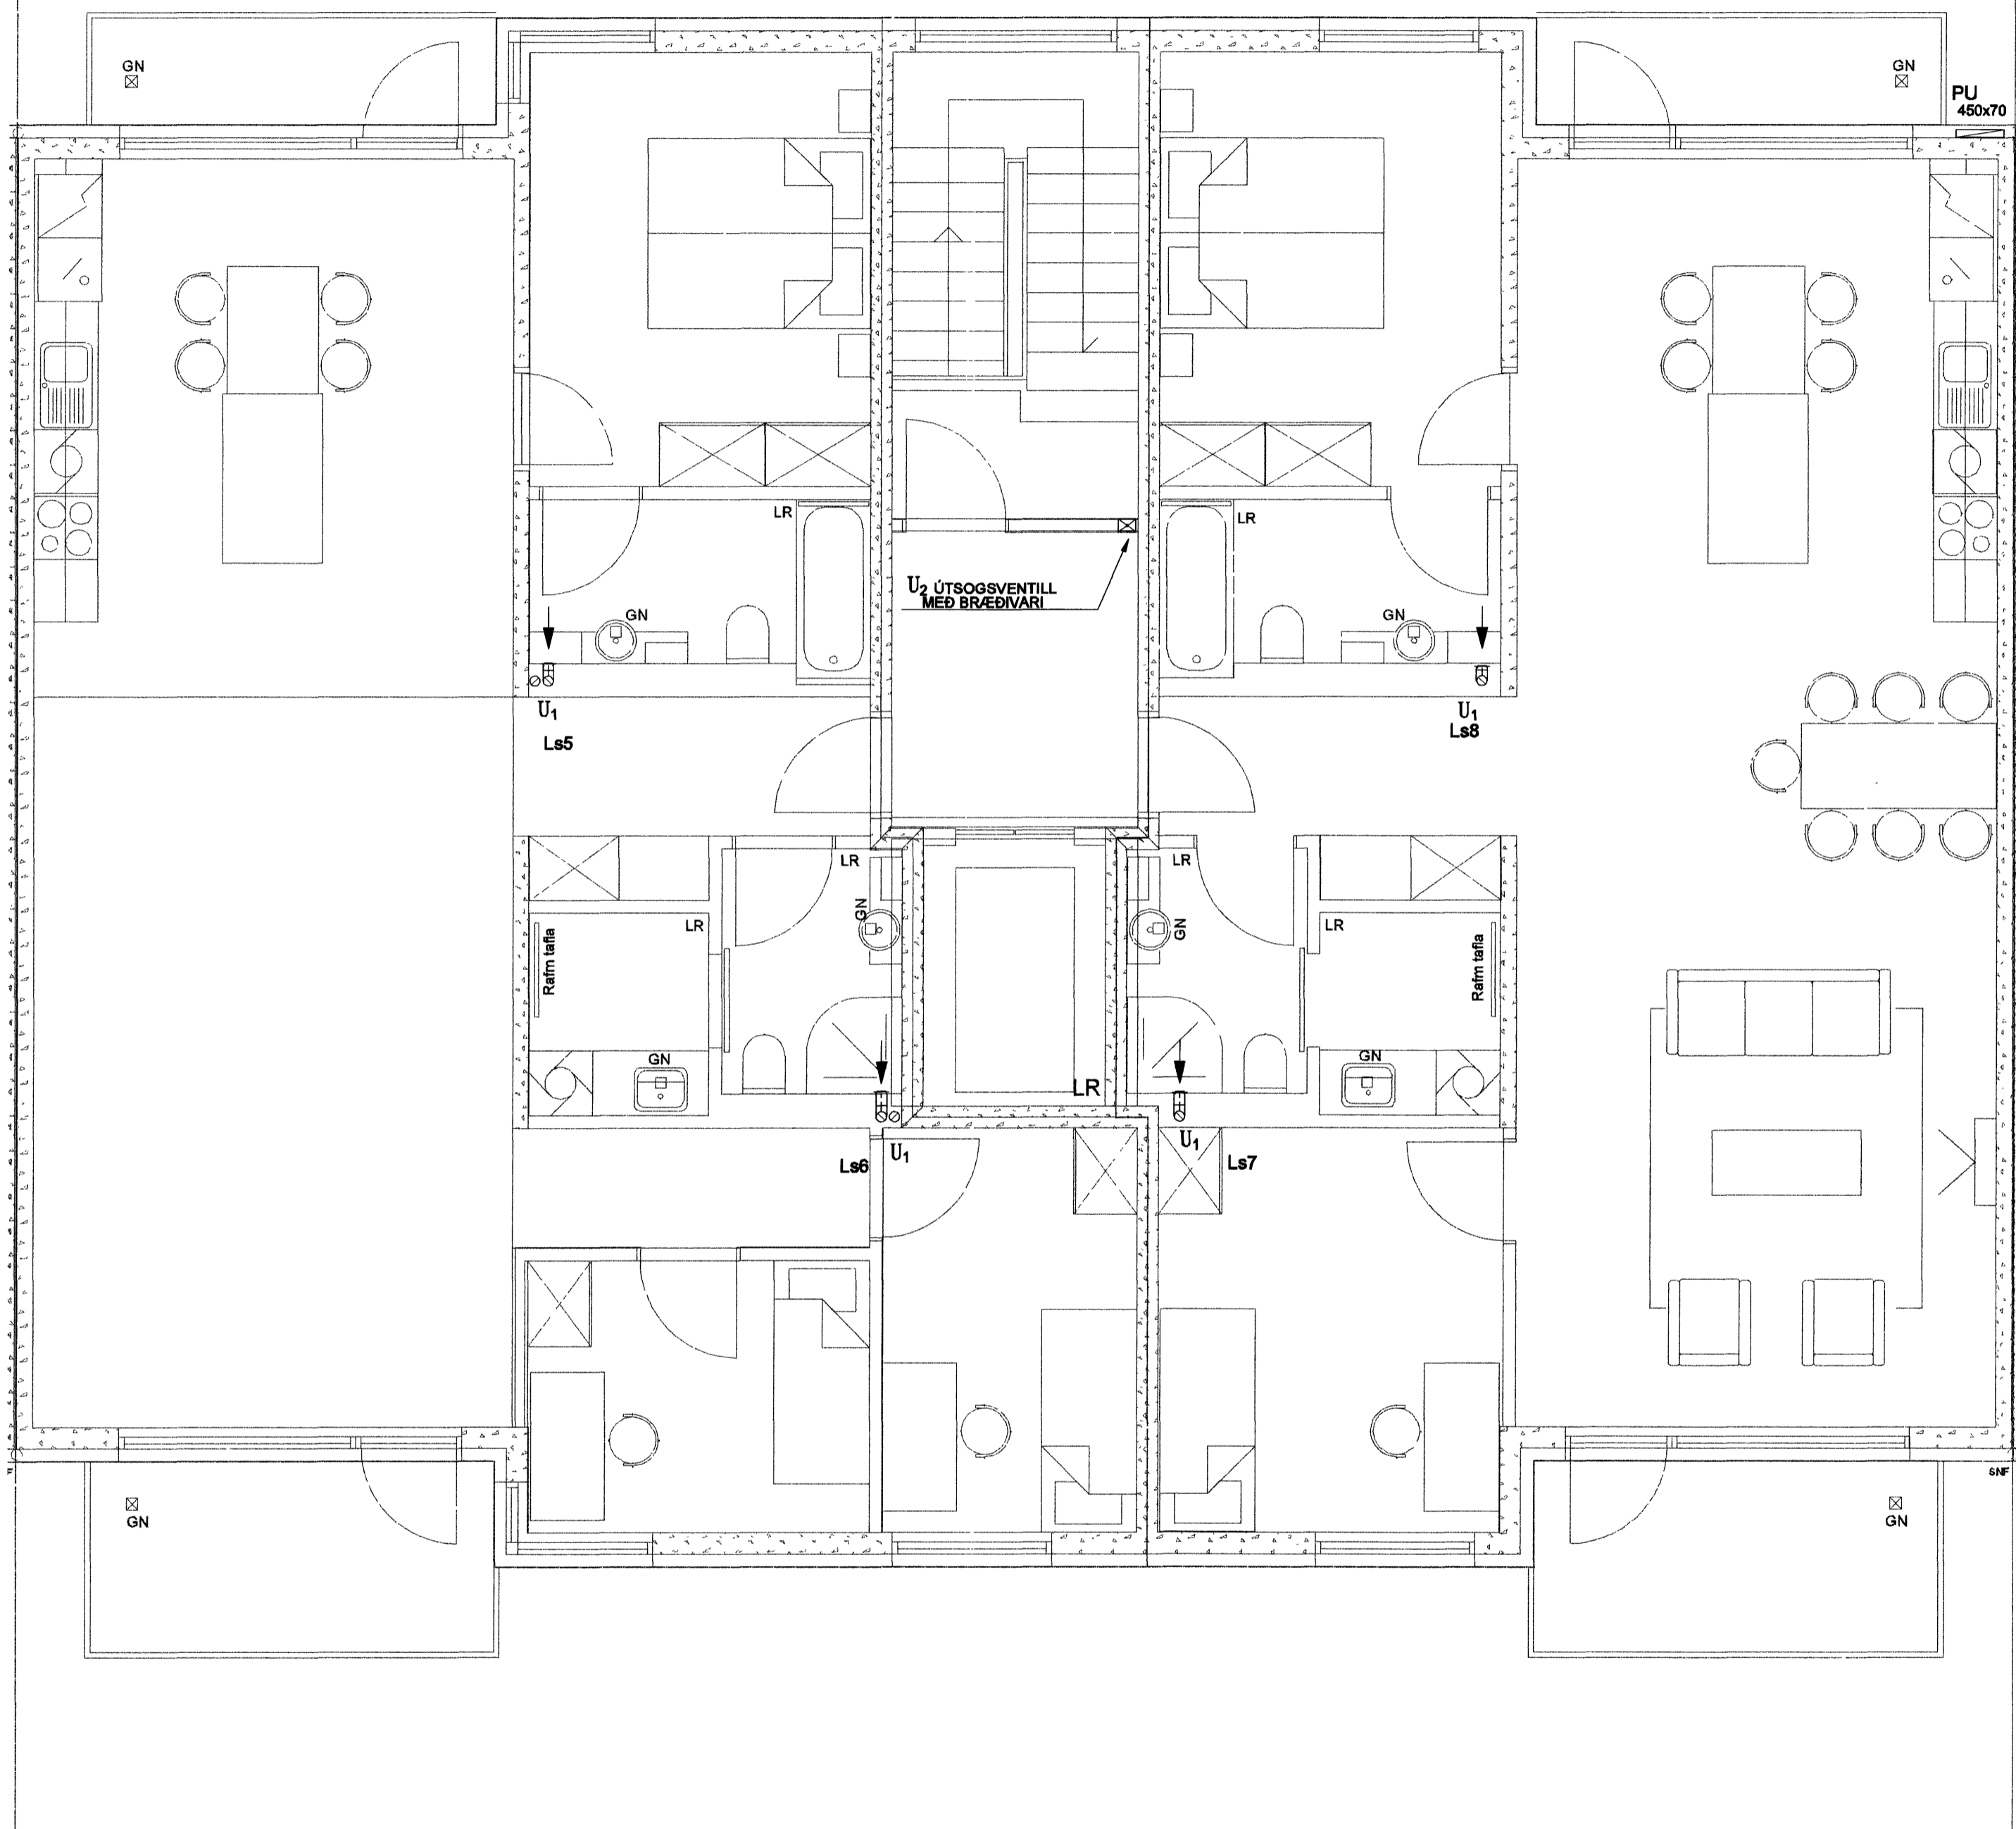 GN
GN
PU
450x70
LR
LR
U₂ ÚTSOGSVENTILL
MEÐ BRÆÐIVARI
GN
GN
U₁
Ls5
U₁
Ls8
LR
LR
GN
GN
LR
LR
Rafm tafla
Rafm tafla
GN
GN
LR
U₁
Ls6
U₁
Ls7
SNF
GN
GN